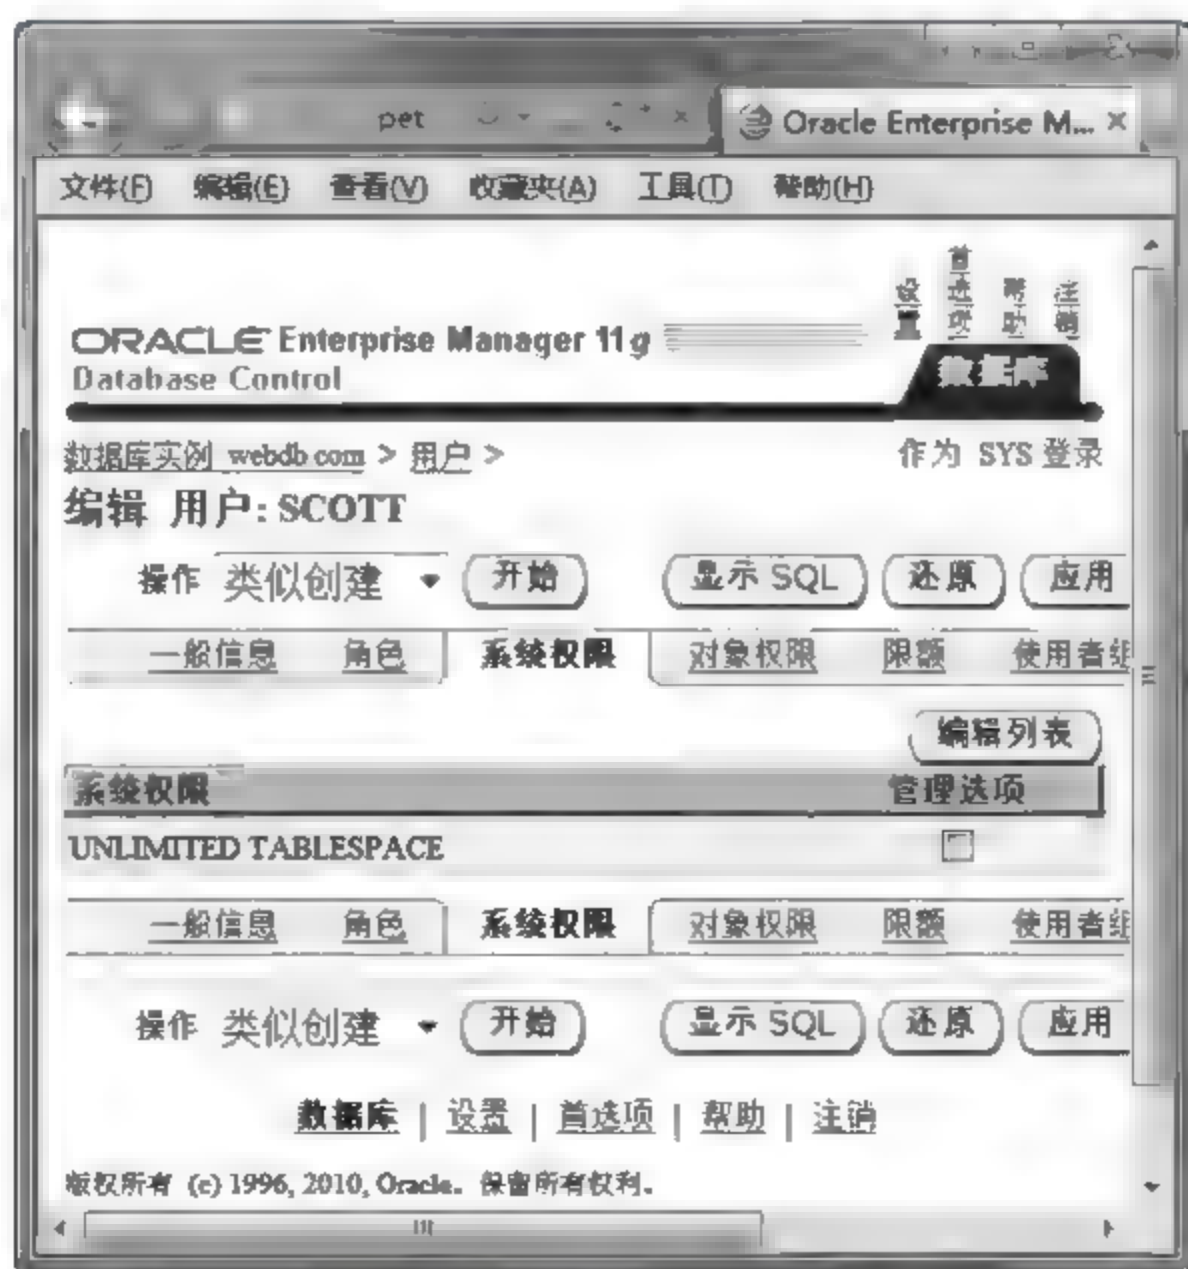 pet
Oracle Enterprise M...
文件(F) 编辑(E) 查看(V) 收藏夹(A) 工具(T) 帮助(H)
设置 首选项 帮助 注销
ORACLE Enterprise Manager 11g
Database Control
数据库
数据库实例 webdb com > 用户 >
作为 SYS 登录
编辑 用户: SCOTT
操作 类似创建 开始 显示 SQL 还原 应用
一般信息 角色 系统权限 对象权限 限额 使用者组
编辑列表
系统权限 管理选项
UNLIMITED TABLESPACE
一般信息 角色 系统权限 对象权限 限额 使用者组
操作 类似创建 开始 显示 SQL 还原 应用
数据库 | 设置 | 首选项 | 帮助 | 注销
版权所有 (c) 1996, 2010, Oracle。保留所有权利。